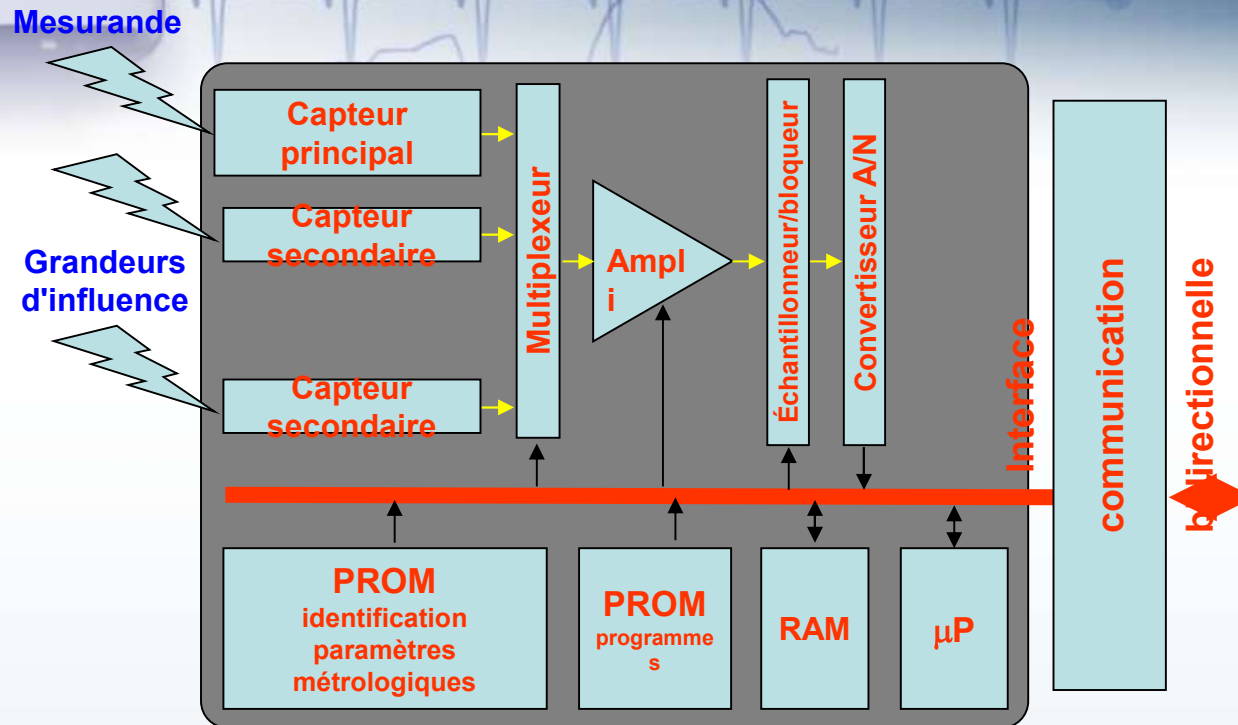 Mesurande
Capteur
principal
Capteur
secondaire
Grandeurs
d'influence
Capteur
secondaire
Multiplexeur
Ampl
i
Échantillonneur/bloqueur
Convertisseur A/N
Interface
communication
bidirectionnelle
PROM
identification
paramètres
métrologiques
PROM
programme
s
RAM
µP